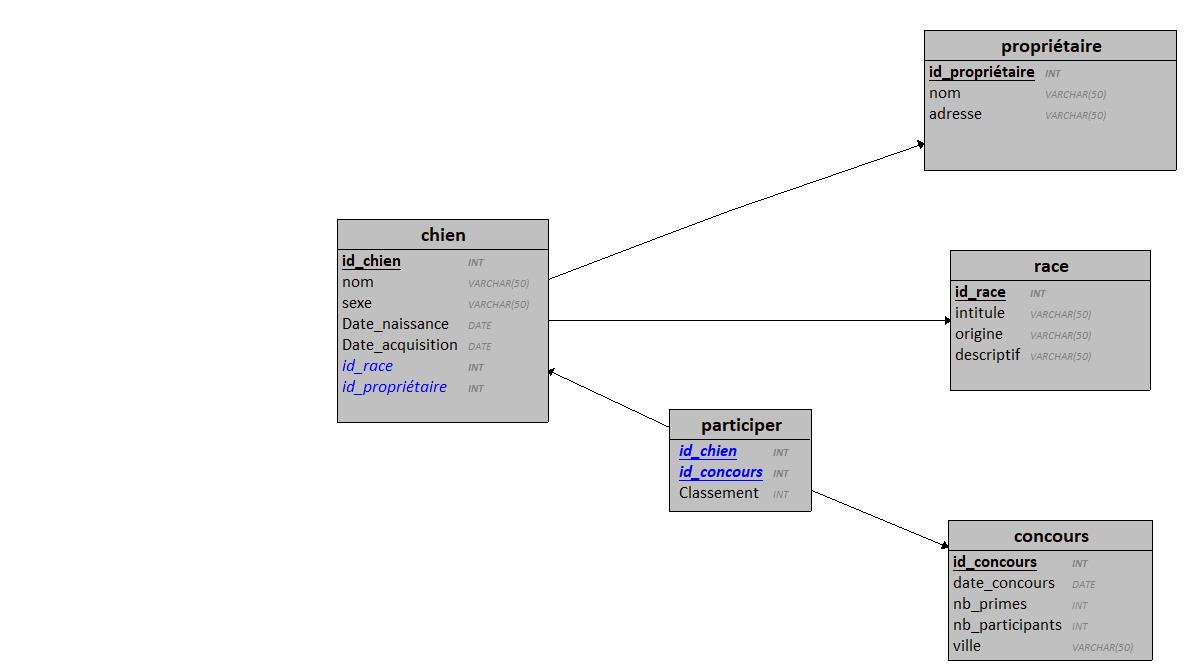 propriétaire
id_propriétaire INT
nom VARCHAR(50)
adresse VARCHAR(50)
chien
id_chien INT
nom VARCHAR(50)
sexe VARCHAR(50)
Date_naissance DATE
Date_acquisition DATE
id_race INT
id_propriétaire INT
race
id_race INT
intitule VARCHAR(50)
origine VARCHAR(50)
descriptif VARCHAR(50)
participer
id_chien INT
id_concours INT
Classement INT
concours
id_concours INT
date_concours DATE
nb_primes INT
nb_participants INT
ville VARCHAR(50)